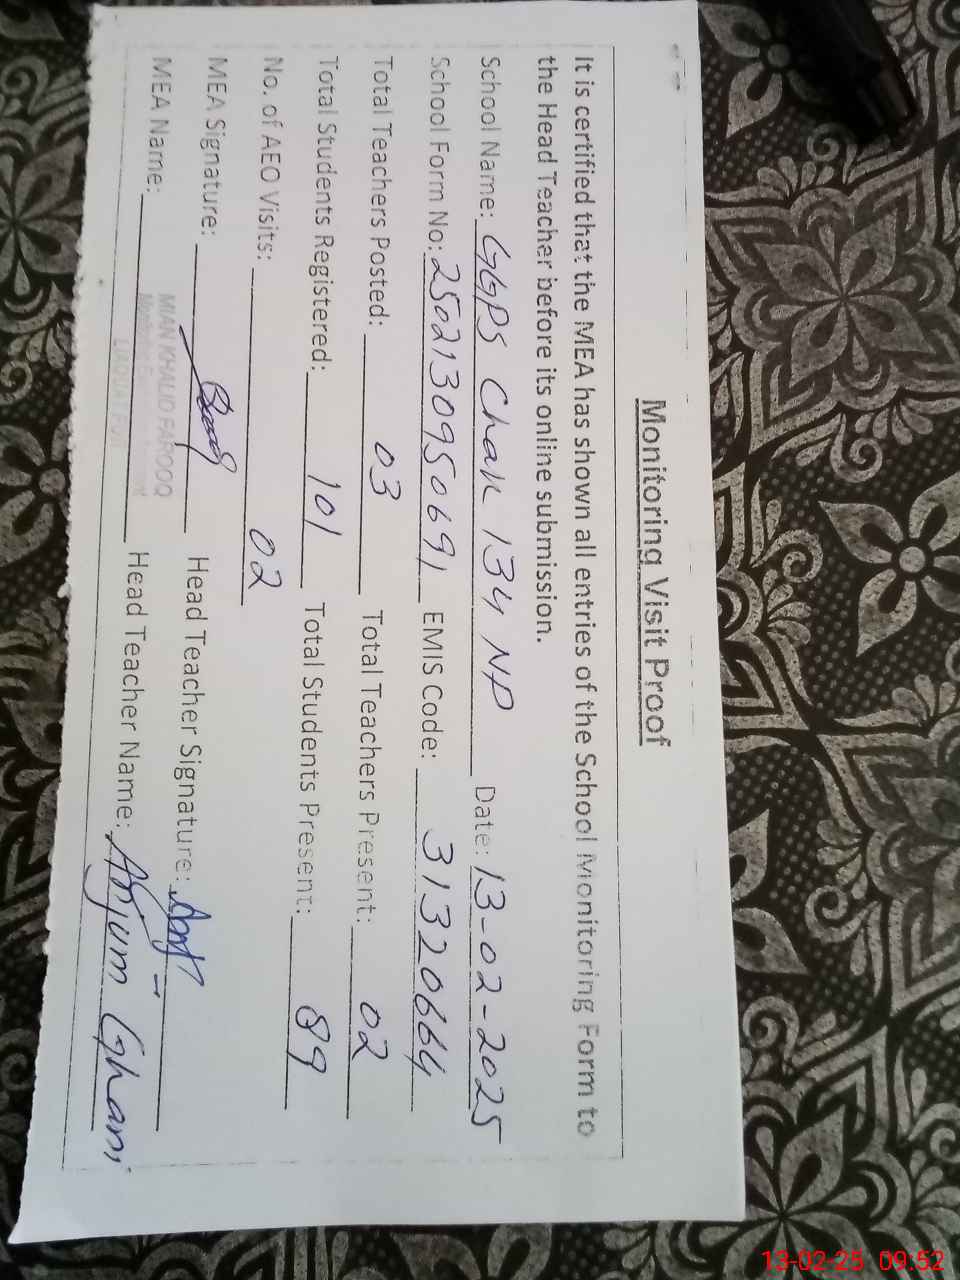 Monitoring Visit Proof
It is certified that the MEA has shown all entries of the School Monitoring Form to
the Head Teacher before its online submission.
School Name: GGPS Chak 134 NP Date: 13-02-2025
School Form No: 2502130950691 EMIS Code: 31320664
Total Teachers Posted: 03 Total Teachers Present: 02
Total Students Registered: 101 Total Students Present: 89
No. of AEO Visits: 02
MEA Signature: Head Teacher Signature:
MIAN KHALID FAROOQ
MEA Name: Head Teacher Name: Anjum Ghani
LIAQUAT PUR
13-02-25 09:52